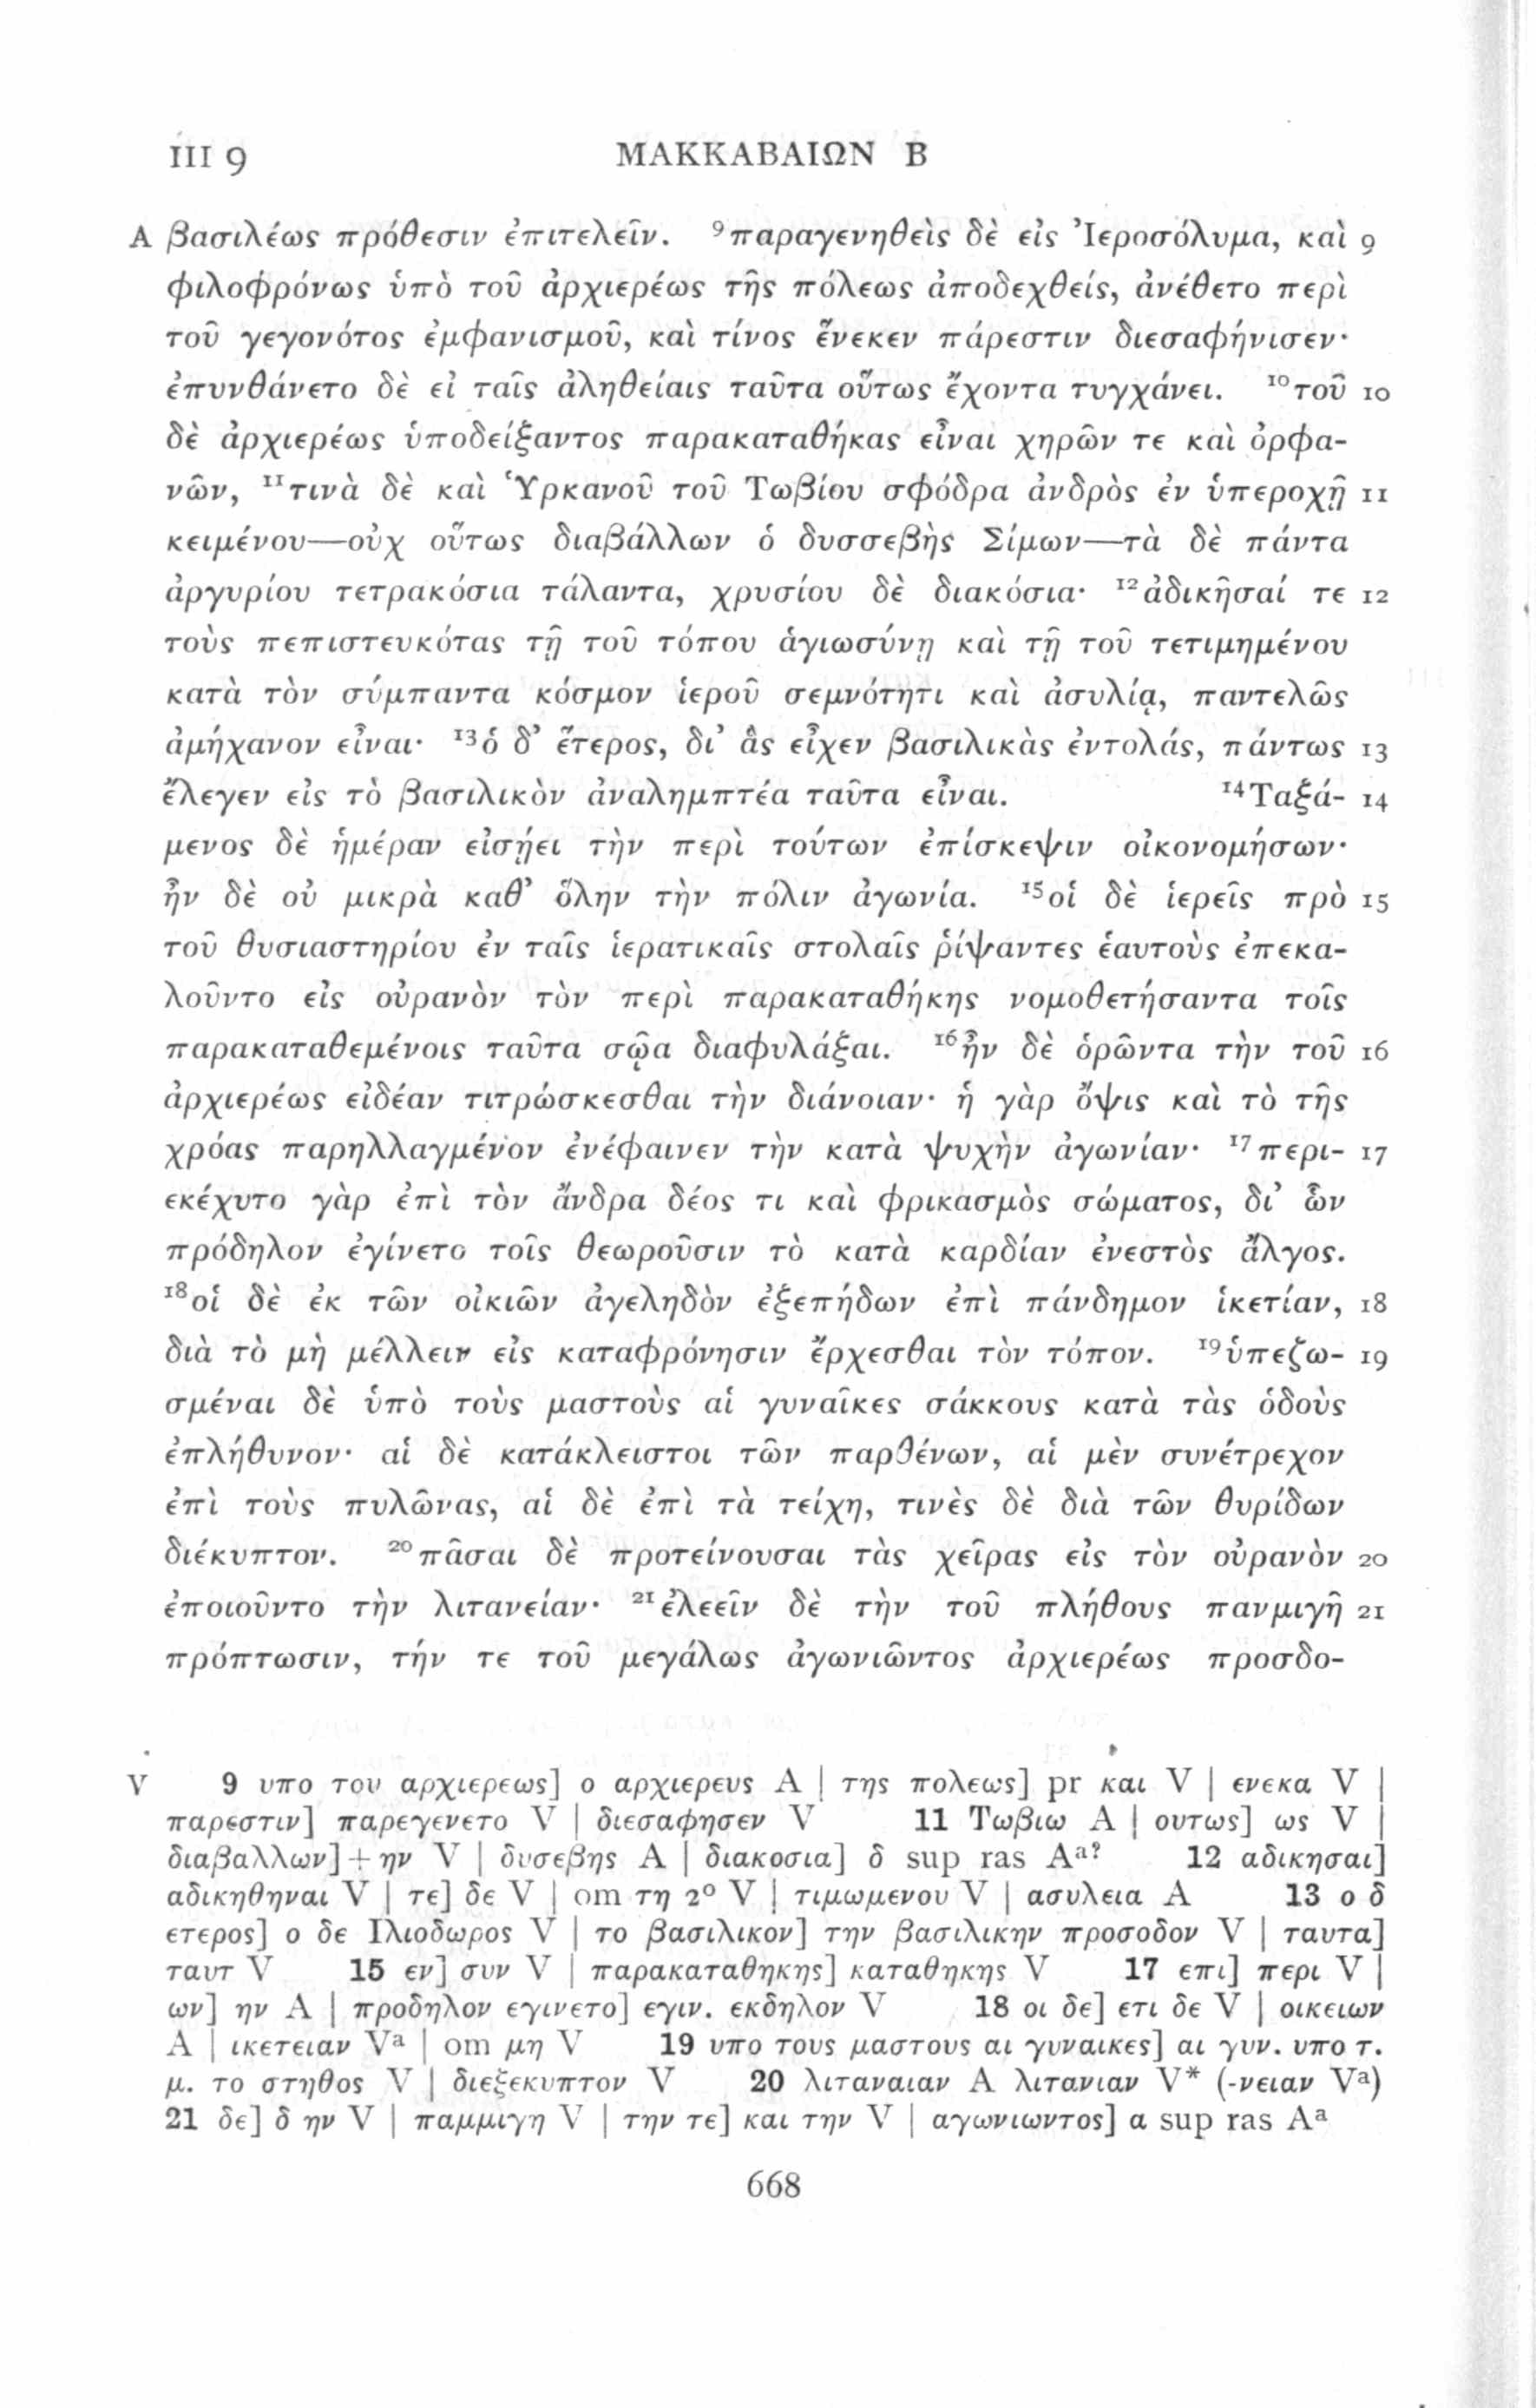 III 9 ΜΑΚΚΑΒΑΙΩΝ Β
A βασιλέως πρόθεσιν ἐπιτελεῖν. ⁹παραγενηθεὶς δὲ εἰς Ἰεροσόλυμα, καὶ 9
φιλοφρόνως ὑπὸ τοῦ ἀρχιερέως τῆς πόλεως ἀποδεχθείς, ἀνέθετο περὶ
τοῦ γεγονότος ἐμφανισμοῦ, καὶ τίνος ἕνεκεν πάρεστιν διεσαφήνισεν·
ἐπυνθάνετο δὲ εἰ ταῖς ἀληθείαις ταῦτα οὕτως ἔχοντα τυγχάνει. ¹⁰τοῦ 10
δὲ ἀρχιερέως ὑποδείξαντος παρακαταθήκας εἶναι χηρῶν τε καὶ ὀρφα-
νῶν, ¹¹τινὰ δὲ καὶ Ὑρκανοῦ τοῦ Τωβίου σφόδρα ἀνδρὸς ἐν ὑπεροχῇ 11
κειμένου—οὐχ οὕτως διαβάλλων ὁ δυσσεβὴς Σίμων—τὰ δὲ πάντα
ἀργυρίου τετρακόσια τάλαντα, χρυσίου δὲ διακόσια· ¹²ἀδικῆσαί τε 12
τοὺς πεπιστευκότας τῇ τοῦ τόπου ἁγιωσύνῃ καὶ τῇ τοῦ τετιμημένου
κατὰ τὸν σύμπαντα κόσμον ἱεροῦ σεμνότητι καὶ ἀσυλίᾳ, παντελῶς
ἀμήχανον εἶναι· ¹³ὁ δ᾽ ἕτερος, δι᾽ ἃς εἶχεν βασιλικὰς ἐντολάς, πάντως 13
ἔλεγεν εἰς τὸ βασιλικὸν ἀναλημπτέα ταῦτα εἶναι. ¹⁴Ταξά- 14
μενος δὲ ἡμέραν εἰσῄει τὴν περὶ τούτων ἐπίσκεψιν οἰκονομήσων·
ἦν δὲ οὐ μικρὰ καθ᾽ ὅλην τὴν πόλιν ἀγωνία. ¹⁵οἱ δὲ ἱερεῖς πρὸ 15
τοῦ θυσιαστηρίου ἐν ταῖς ἱερατικαῖς στολαῖς ῥίψαντες ἑαυτοὺς ἐπεκα-
λοῦντο εἰς οὐρανὸν τὸν περὶ παρακαταθήκης νομοθετήσαντα τοῖς
παρακαταθεμένοις ταῦτα σῷα διαφυλάξαι. ¹⁶ἦν δὲ ὁρῶντα τὴν τοῦ 16
ἀρχιερέως εἰδέαν τιτρώσκεσθαι τὴν διάνοιαν· ἡ γὰρ ὄψις καὶ τὸ τῆς
χρόας παρηλλαγμένον ἐνέφαινεν τὴν κατὰ ψυχὴν ἀγωνίαν· ¹⁷περι- 17
εκέχυτο γὰρ ἐπὶ τὸν ἄνδρα δέος τι καὶ φρικασμὸς σώματος, δι᾽ ὧν
πρόδηλον ἐγίνετο τοῖς θεωροῦσιν τὸ κατὰ καρδίαν ἐνεστὸς ἄλγος.
¹⁸οἱ δὲ ἐκ τῶν οἰκιῶν ἀγεληδὸν ἐξεπήδων ἐπὶ πάνδημον ἱκετίαν, 18
διὰ τὸ μὴ μέλλειν εἰς καταφρόνησιν ἔρχεσθαι τὸν τόπον. ¹⁹ὑπεζω- 19
σμέναι δὲ ὑπὸ τοὺς μαστοὺς αἱ γυναῖκες σάκκους κατὰ τὰς ὁδοὺς
ἐπλήθυνον· αἱ δὲ κατάκλειστοι τῶν παρθένων, αἱ μὲν συνέτρεχον
ἐπὶ τοὺς πυλῶνας, αἱ δὲ ἐπὶ τὰ τείχη, τινὲς δὲ διὰ τῶν θυρίδων
διέκυπτον. ²⁰πᾶσαι δὲ προτείνουσαι τὰς χεῖρας εἰς τὸν οὐρανὸν 20
ἐποιοῦντο τὴν λιτανείαν· ²¹ἐλεεῖν δὲ τὴν τοῦ πλήθους πανμιγῆ 21
πρόπτωσιν, τήν τε τοῦ μεγάλως ἀγωνιῶντος ἀρχιερέως προσδο-
V 9 υπο του αρχιερεως] ο αρχιερευς A | της πολεως] pr και V | ενεκα V |
παρεστιν] παρεγενετο V | διεσαφησεν V 11 Τωβιω A | ουτως] ως V |
διαβαλλων] + ην V | δυσεβης A | διακοσια] δ sup ras Aᵃ? 12 αδικησαι]
αδικηθηναι V | τε] δε V | om τη 2° V | τιμωμενου V | ασυλεια A 13 ο δ
ετερος] ο δε Ιλιοδωρος V | το βασιλικον] την βασιλικην προσοδον V | ταυτα]
ταυτ V 15 εν] συν V | παρακαταθηκης] καταθηκης V 17 επι] περι V |
ων] ην A | προδηλον εγινετο] εγιν. εκδηλον V 18 οι δε] ετι δε V | οικειων
A | ικετειαν Vᵃ | om μη V 19 υπο τους μαστους αι γυναικες] αι γυν. υπο τ.
μ. το στηθος V | διεξεκυπτον V 20 λιταναιαν A λιτανιαν V* (-νειαν Vᵃ)
21 δε] δ ην V | παμμιγη V | την τε] και την V | αγωνιωντος] α sup ras Aᵃ
668